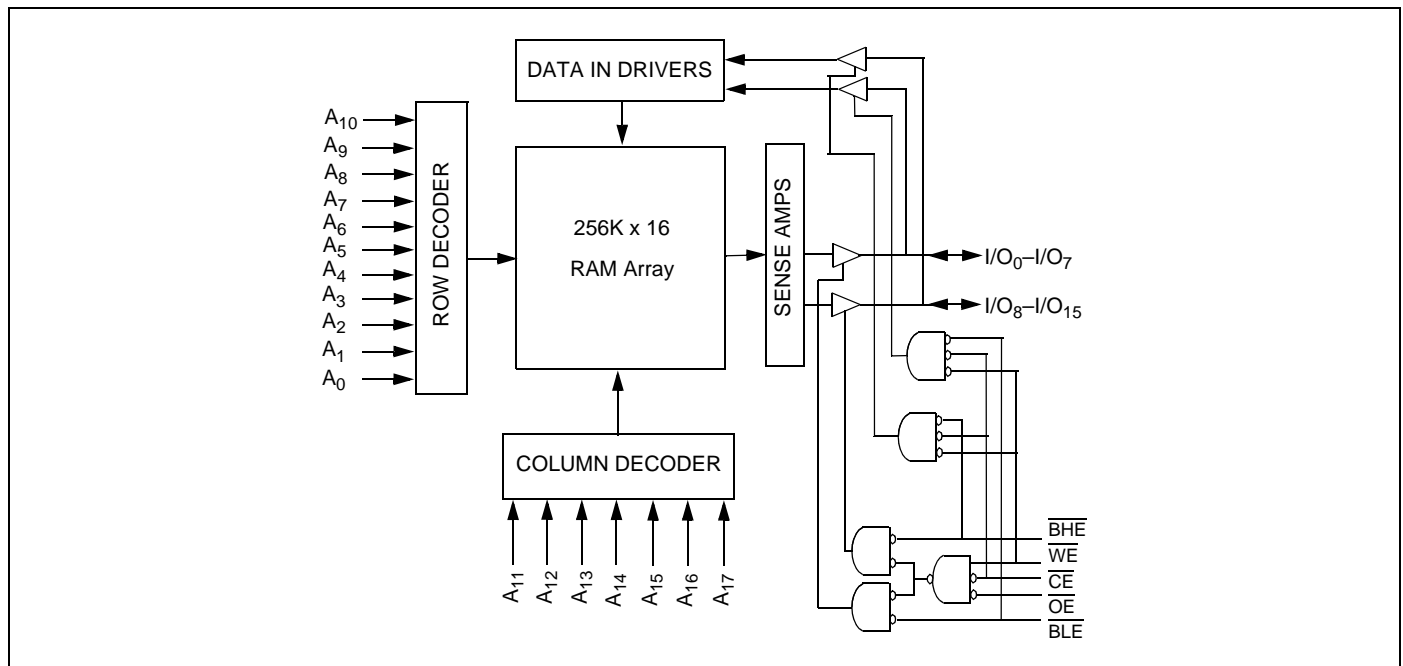 DATA IN DRIVERS
A10
A9
A8
A7
A6
A5
A4
A3
A2
A1
A0
ROW DECODER
256K x 16
RAM Array
SENSE AMPS
I/O0–I/O7
I/O8–I/O15
COLUMN DECODER
A11
A12
A13
A14
A15
A16
A17
BHE
WE
CE
OE
BLE